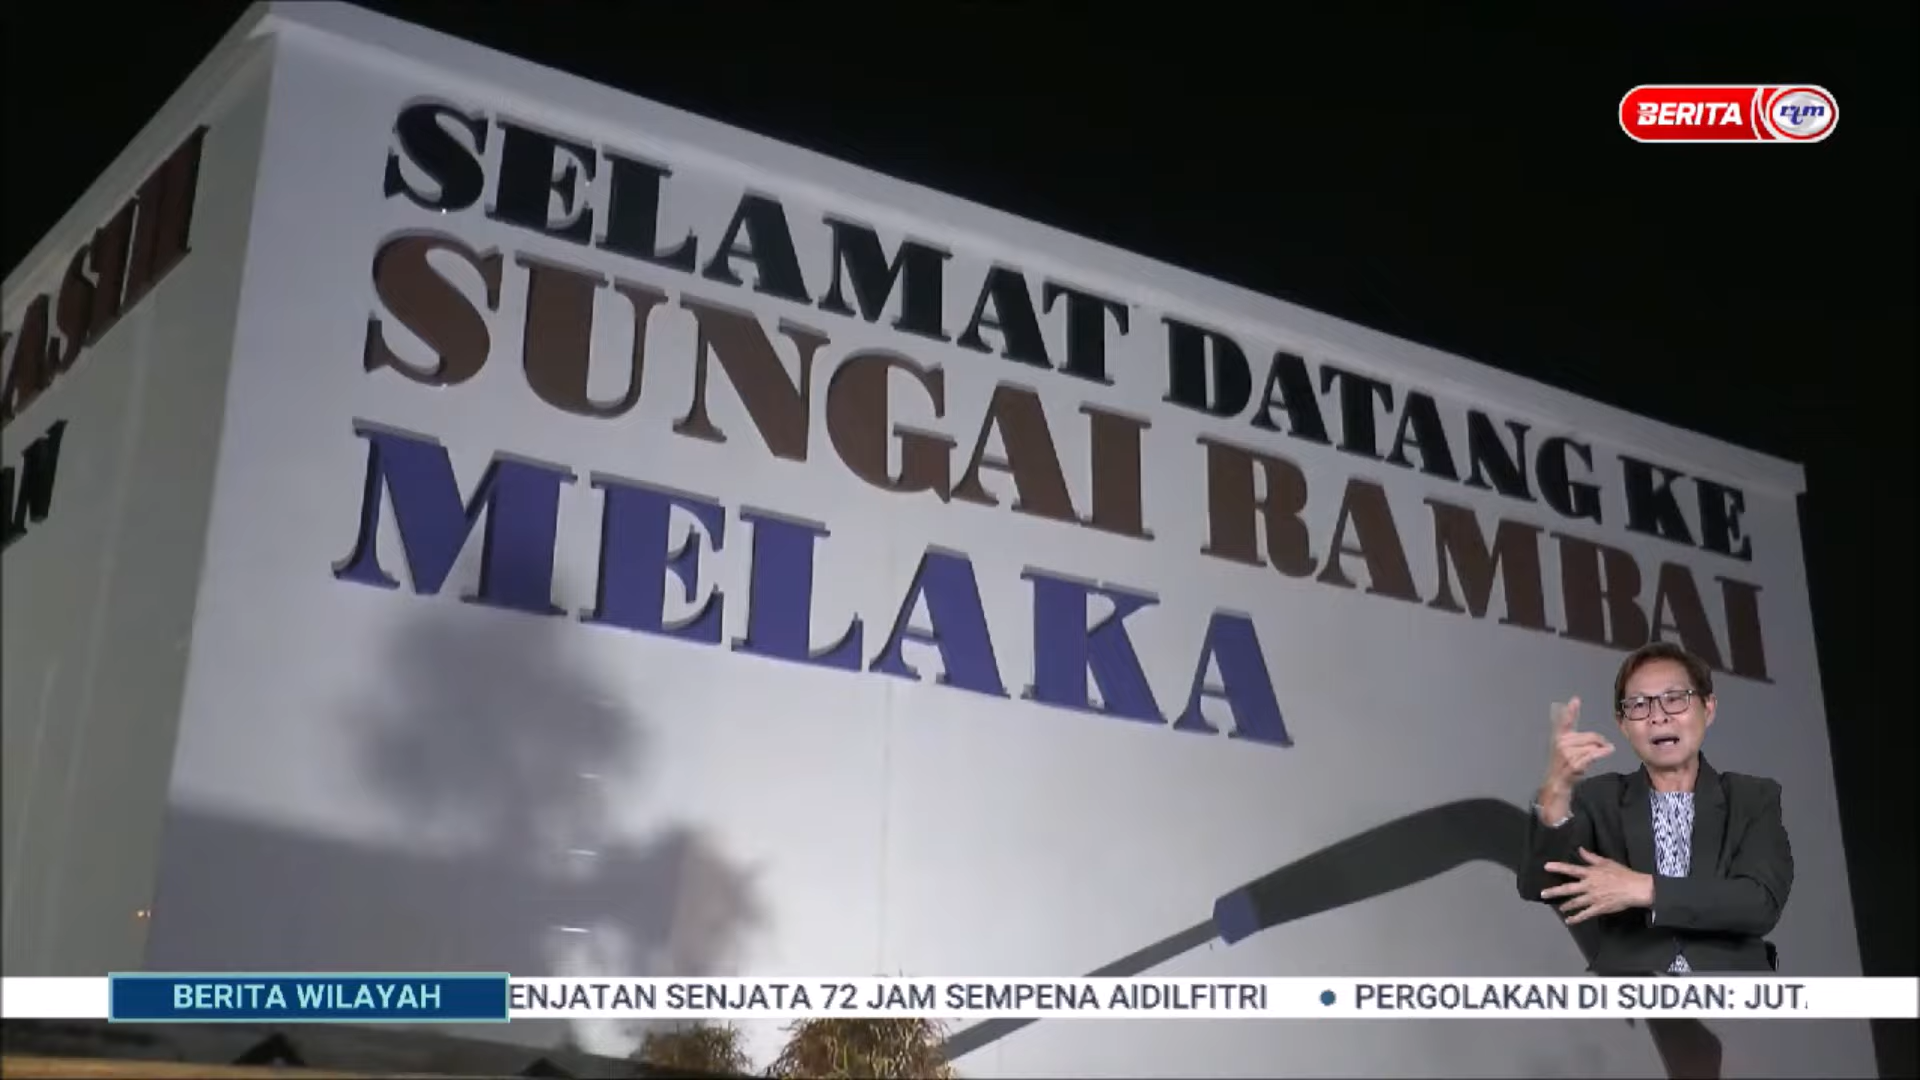 BERITA rtm
SELAMAT DATANG KE
SUNGAI RAMBAI
MELAKA
BERITA WILAYAH
ENJATAN SENJATA 72 JAM SEMPENA AIDILFITRI • PERGOLAKAN DI SUDAN: JUT